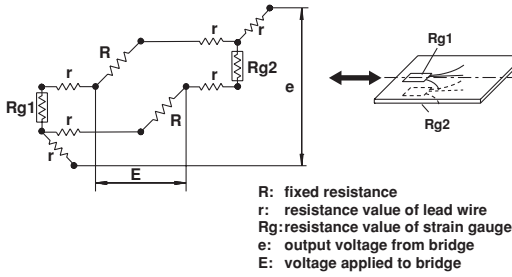 r
r
R
r
Rg2
e
Rg1
r
r
r
R
r
E
Rg1
Rg2
R: fixed resistance
r: resistance value of lead wire
Rg:resistance value of strain gauge
e: output voltage from bridge
E: voltage applied to bridge